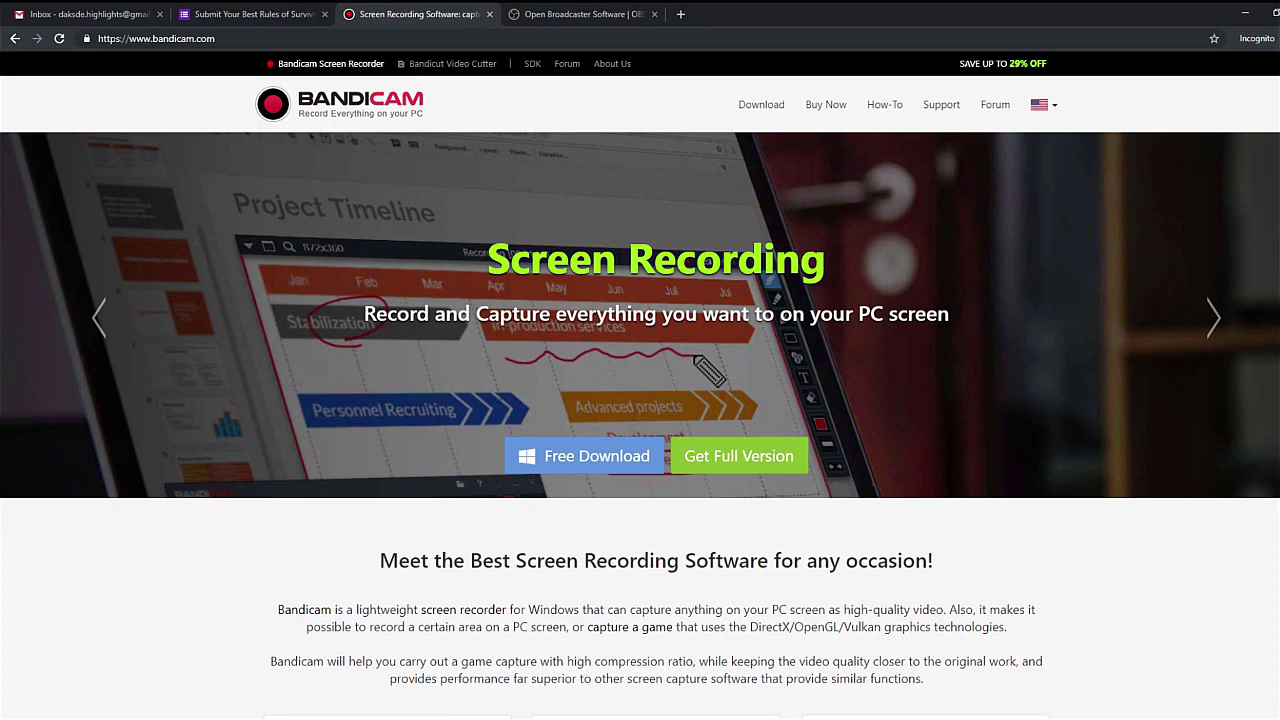 Inbox - daksde.highlights@gmai
Submit Your Best Rules of Surviv
Screen Recording Software: capt
Open Broadcaster Software | OBS
https://www.bandicam.com
Incognito
Bandicam Screen Recorder
Bandicut Video Cutter
SDK
Forum
About Us
SAVE UP TO 29% OFF
BANDICAM
Record Everything on your PC
Download
Buy Now
How-To
Support
Forum
Project Timeline
872x360
Jan Feb Mar Apr May Jun Jul Jul
Screen Recording
Record and Capture everything you want to on your PC screen
Stabilization
In production services
Personnel Recruiting
Advanced projects
Free Download
Get Full Version
BANDICAM
Meet the Best Screen Recording Software for any occasion!
Bandicam is a lightweight screen recorder for Windows that can capture anything on your PC screen as high-quality video. Also, it makes it
possible to record a certain area on a PC screen, or capture a game that uses the DirectX/OpenGL/Vulkan graphics technologies.
Bandicam will help you carry out a game capture with high compression ratio, while keeping the video quality closer to the original work, and
provides performance far superior to other screen capture software that provide similar functions.